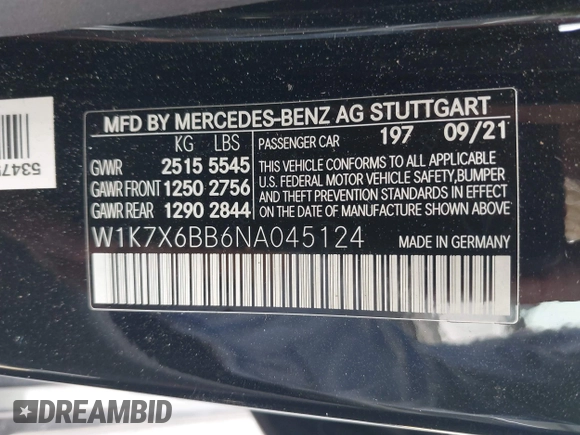 MFD BY MERCEDES-BENZ AG STUTTGART
KG LBS
GVWR 2515 5545
GAWR FRONT 1250 2756
GAWR REAR 1290 2844
PASSENGER CAR 197 09/21
THIS VEHICLE CONFORMS TO ALL APPLICABLE
U.S. FEDERAL MOTOR VEHICLE SAFETY,BUMPER
AND THEFT PREVENTION STANDARDS IN EFFECT
ON THE DATE OF MANUFACTURE SHOWN ABOVE
W1K7X6BB6NA045124 MADE IN GERMANY
DREAMBID